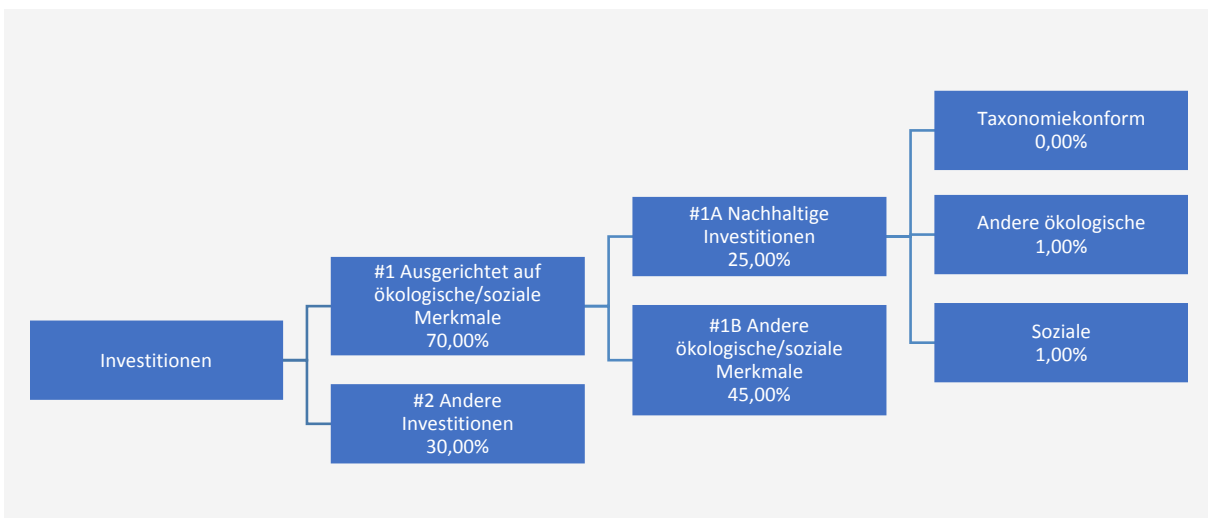 Investitionen
#1 Ausgerichtet auf
ökologische/soziale
Merkmale
70,00%
#2 Andere
Investitionen
30,00%
#1A Nachhaltige
Investitionen
25,00%
#1B Andere
ökologische/soziale
Merkmale
45,00%
Taxonomiekonform
0,00%
Andere ökologische
1,00%
Soziale
1,00%